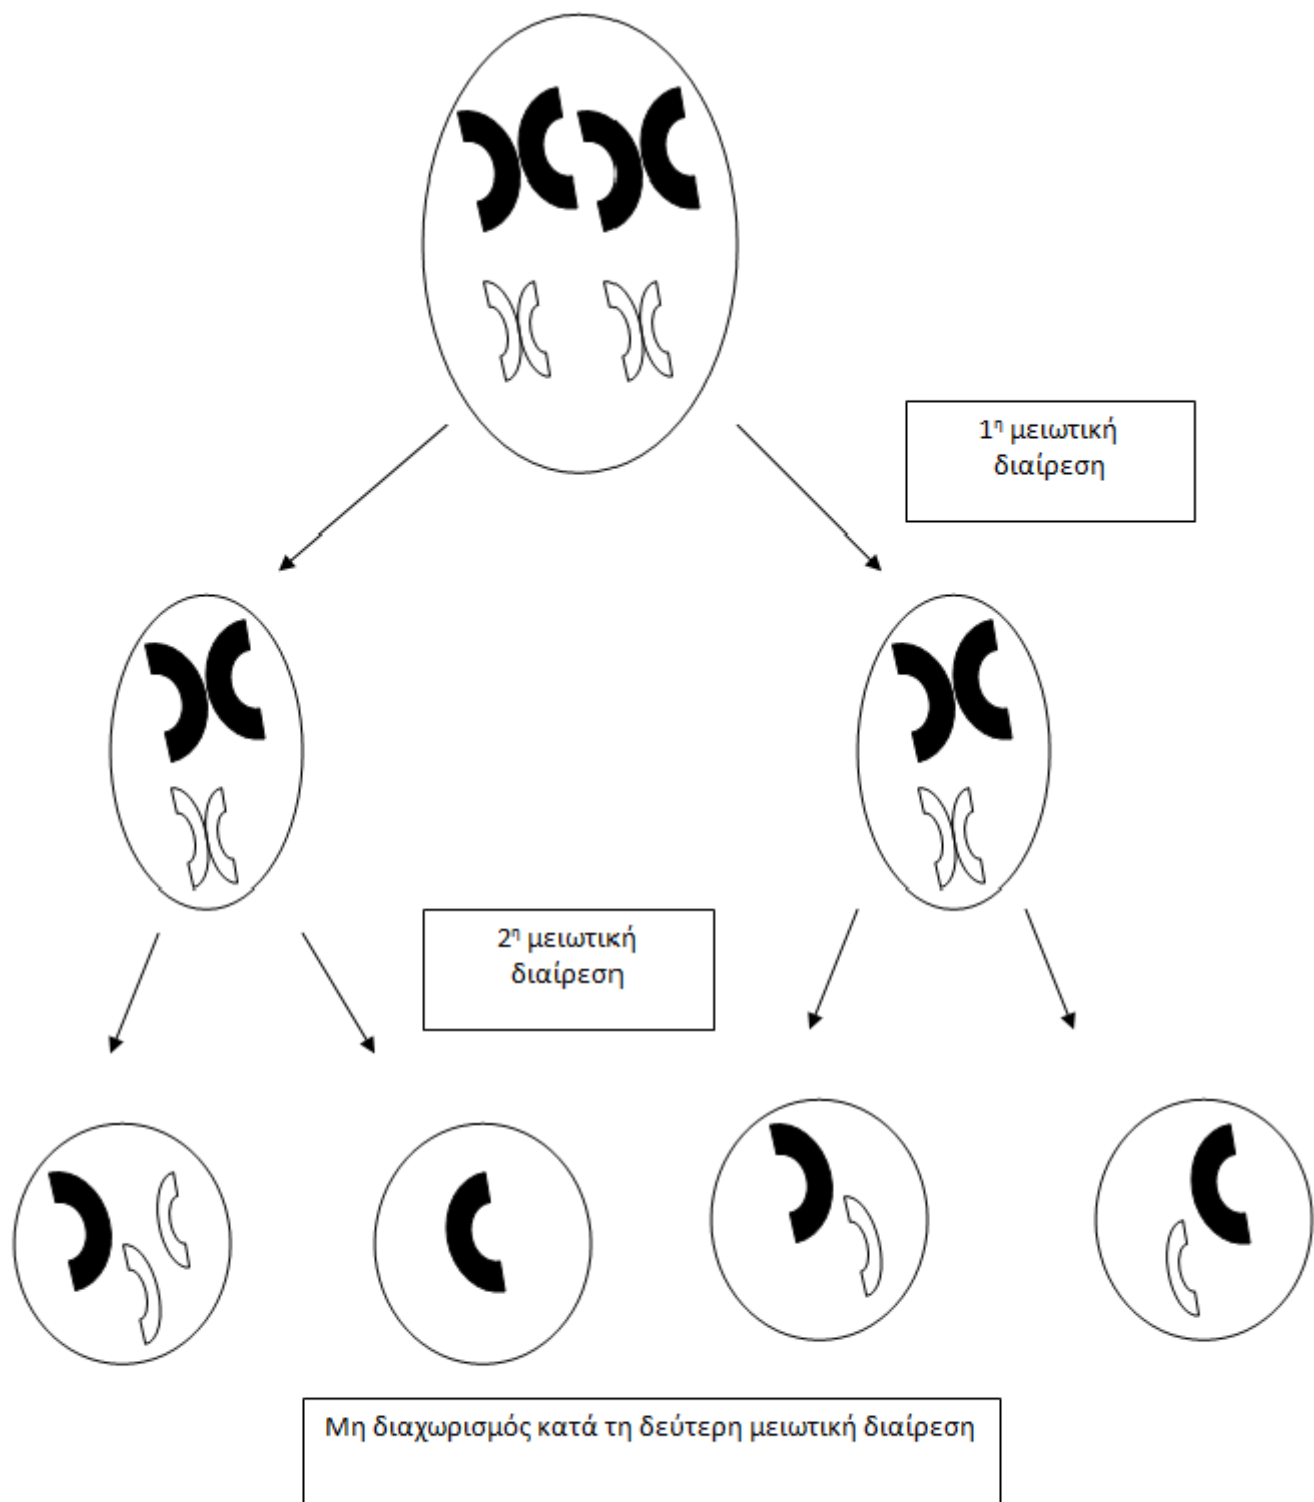 1η μειωτική
διαίρεση
2η μειωτική
διαίρεση
Μη διαχωρισμός κατά τη δεύτερη μειωτική διαίρεση